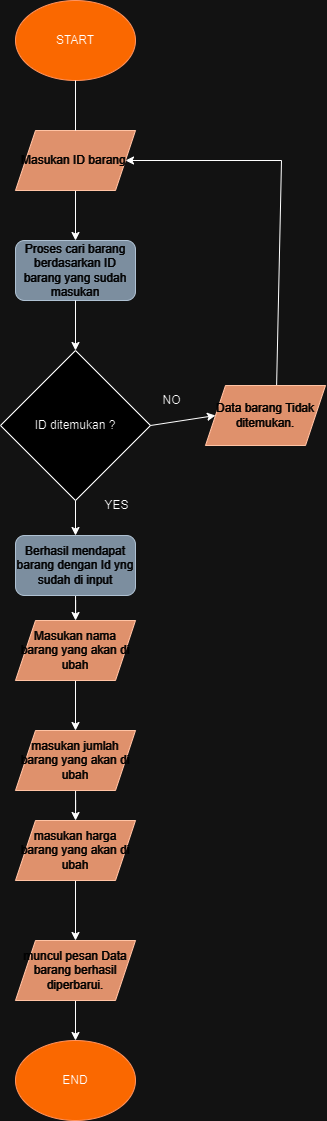 START
Masukan ID barang
Proses cari barang
berdasarkan ID
barang yang sudah
masukan
ID ditemukan ?
NO
Data barang Tidak
ditemukan.
YES
Berhasil mendapat
barang dengan Id yng
sudah di input
Masukan nama
barang yang akan di
ubah
masukan jumlah
barang yang akan di
ubah
masukan harga
barang yang akan di
ubah
muncul pesan Data
barang berhasil
diperbarui.
END